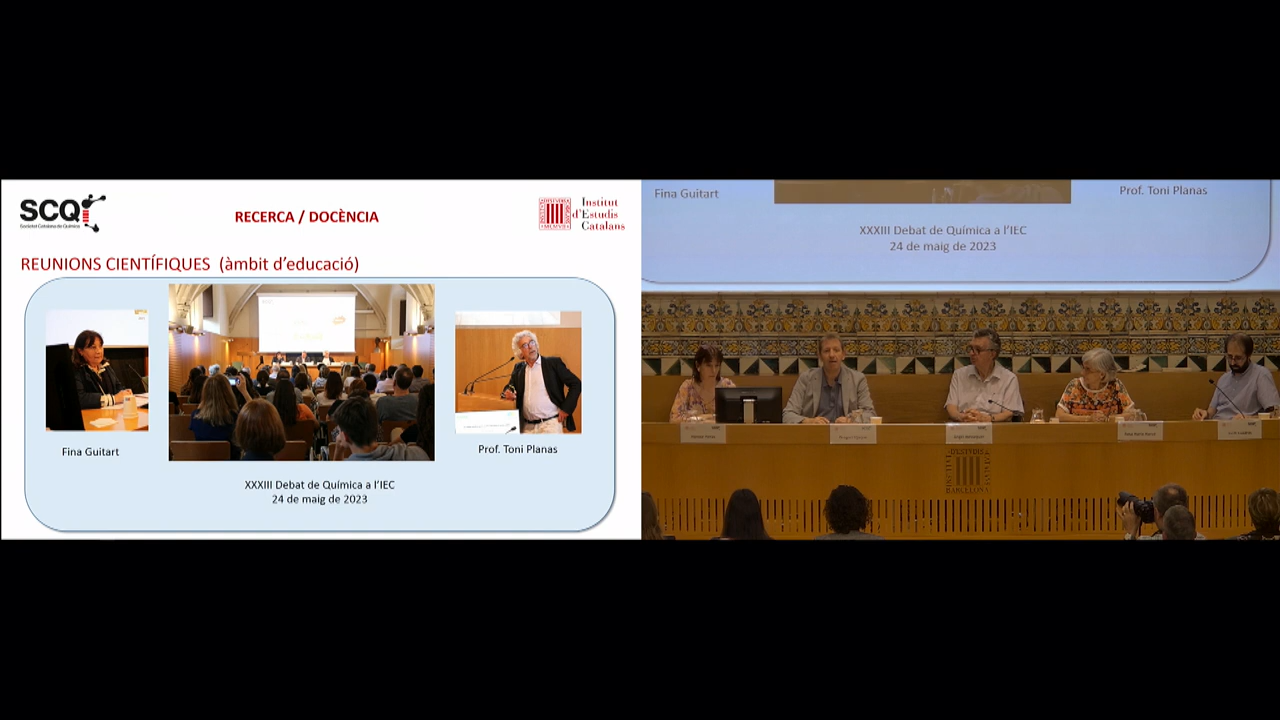 SCQ
Societat Catalana de Química
RECERCA / DOCÈNCIA
Institut
d'Estudis
Catalans
REUNIONS CIENTÍFIQUES (àmbit d'educació)
Fina Guitart
Prof. Toni Planas
XXXIII Debat de Química a l'IEC
24 de maig de 2023
Fina Guitart
Prof. Toni Planas
XXXIII Debat de Química a l'IEC
24 de maig de 2023
BARCELONA